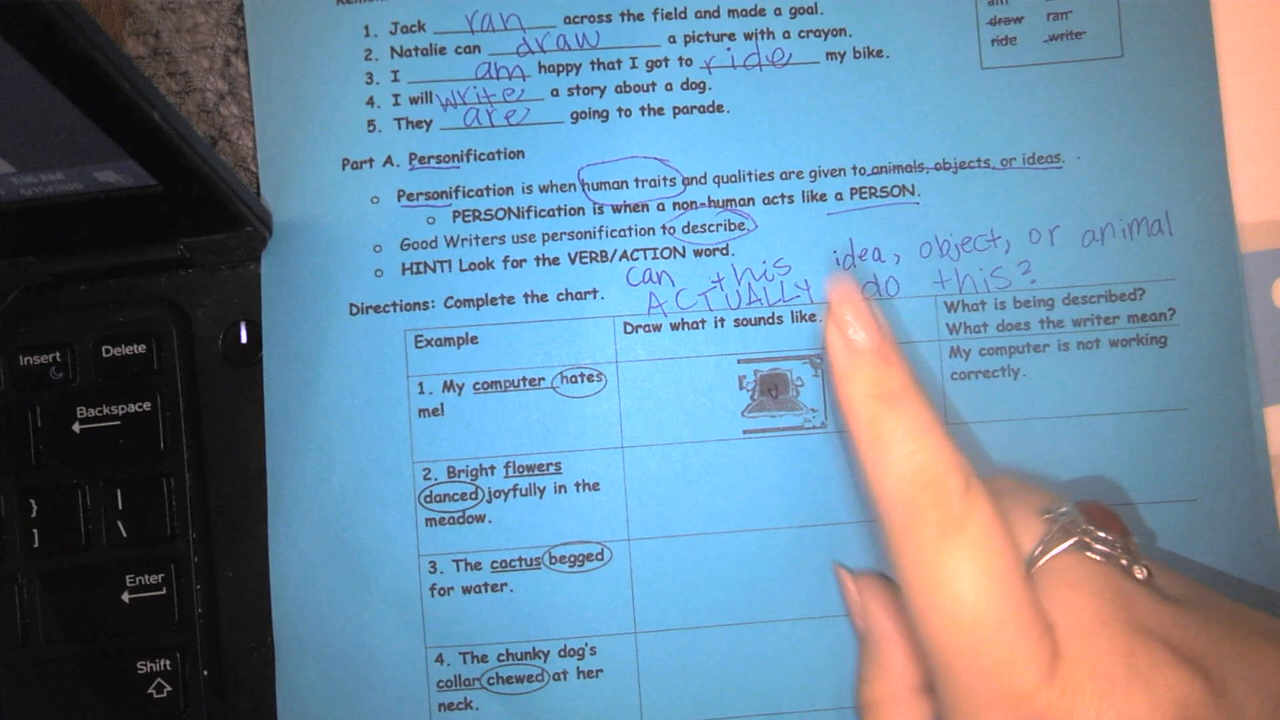 1. Jack ran across the field and made a goal.
2. Natalie can draw a picture with a crayon.
3. I am happy that I got to ride my bike.
4. I will write a story about a dog.
5. They are going to the parade.
am
draw ran
ride write
Part A. Personification
Personification is when human traits and qualities are given to animals, objects, or ideas.
PERSONification is when a non-human acts like a PERSON.
Good Writers use personification to describe.
HINT! Look for the VERB/ACTION word.
can this idea, object, or animal
ACTUALLY do this?
Directions: Complete the chart.
Example
Draw what it sounds like.
What is being described?
What does the writer mean?
1. My computer hates
me!
My computer is not working
correctly.
2. Bright flowers
danced joyfully in the
meadow.
3. The cactus begged
for water.
4. The chunky dog's
collar chewed at her
neck.
Insert
Delete
Backspace
}
]
|
\
Enter
Shift